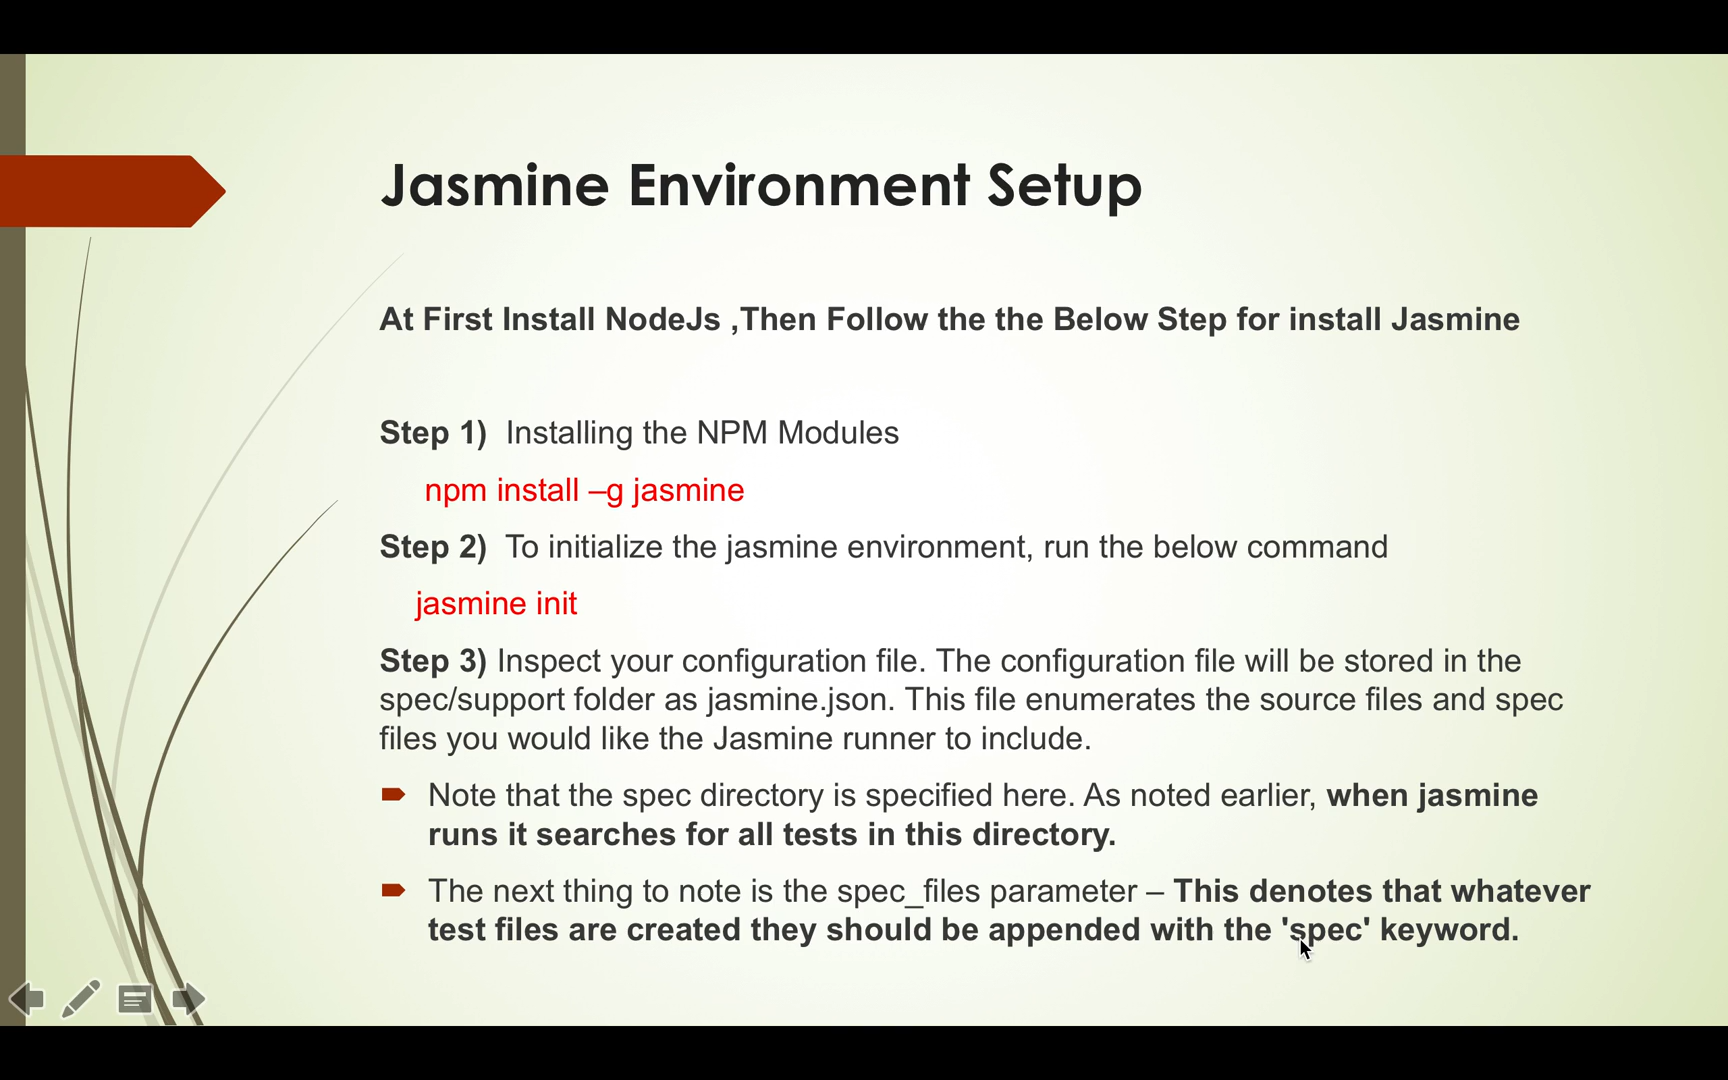 Jasmine Environment Setup
At First Install NodeJs ,Then Follow the the Below Step for install Jasmine
Step 1)  Installing the NPM Modules
npm install –g jasmine
Step 2)  To initialize the jasmine environment, run the below command
jasmine init
Step 3) Inspect your configuration file. The configuration file will be stored in the
spec/support folder as jasmine.json. This file enumerates the source files and spec
files you would like the Jasmine runner to include.
Note that the spec directory is specified here. As noted earlier, when jasmine
runs it searches for all tests in this directory.
The next thing to note is the spec_files parameter – This denotes that whatever
test files are created they should be appended with the 'spec' keyword.